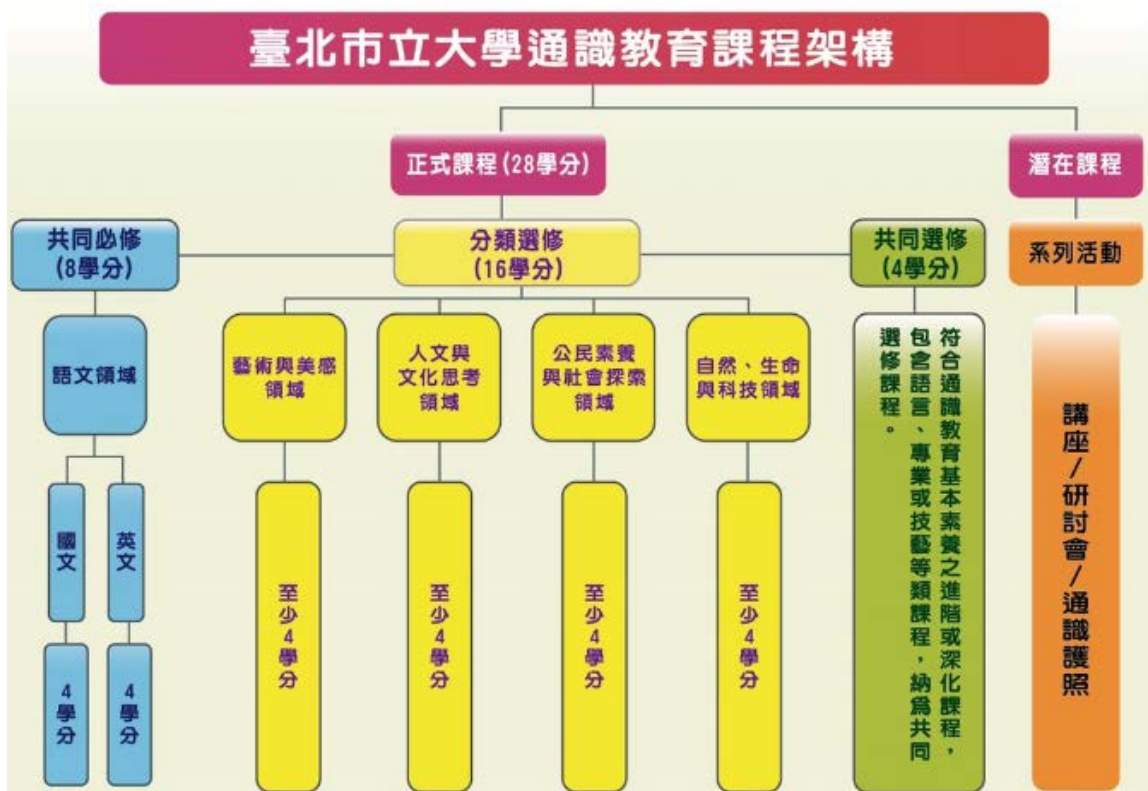 臺北市立大學通識教育課程架構
正式課程(28學分)
潛在課程
共同必修
(8學分)
分類選修
(16學分)
共同選修
(4學分)
系列活動
語文領域
藝術與美感
領域
人文與
文化思考
領域
公民素養
與社會探索
領域
自然、生命
與科技領域
符合通識教育基本素養之進階或深化課程，
包含語言、專業或技藝等類課程，納爲共同
選修課程。
講座/研討會/通識護照
國文
英文
4學分
4學分
至少4學分
至少4學分
至少4學分
至少4學分